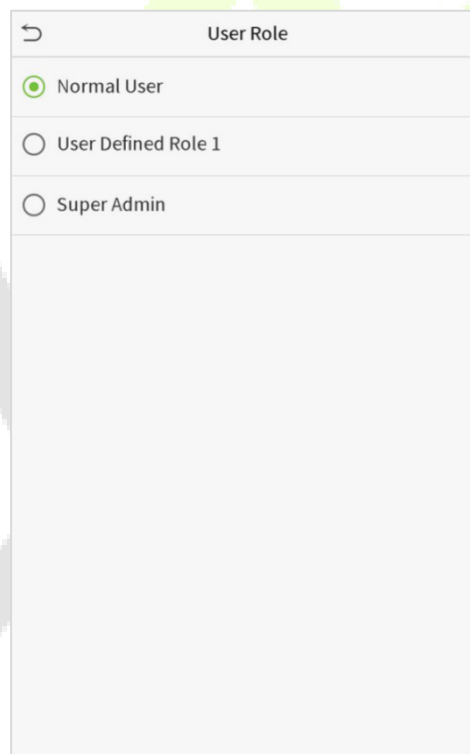 User Role
Normal User
User Defined Role 1
Super Admin